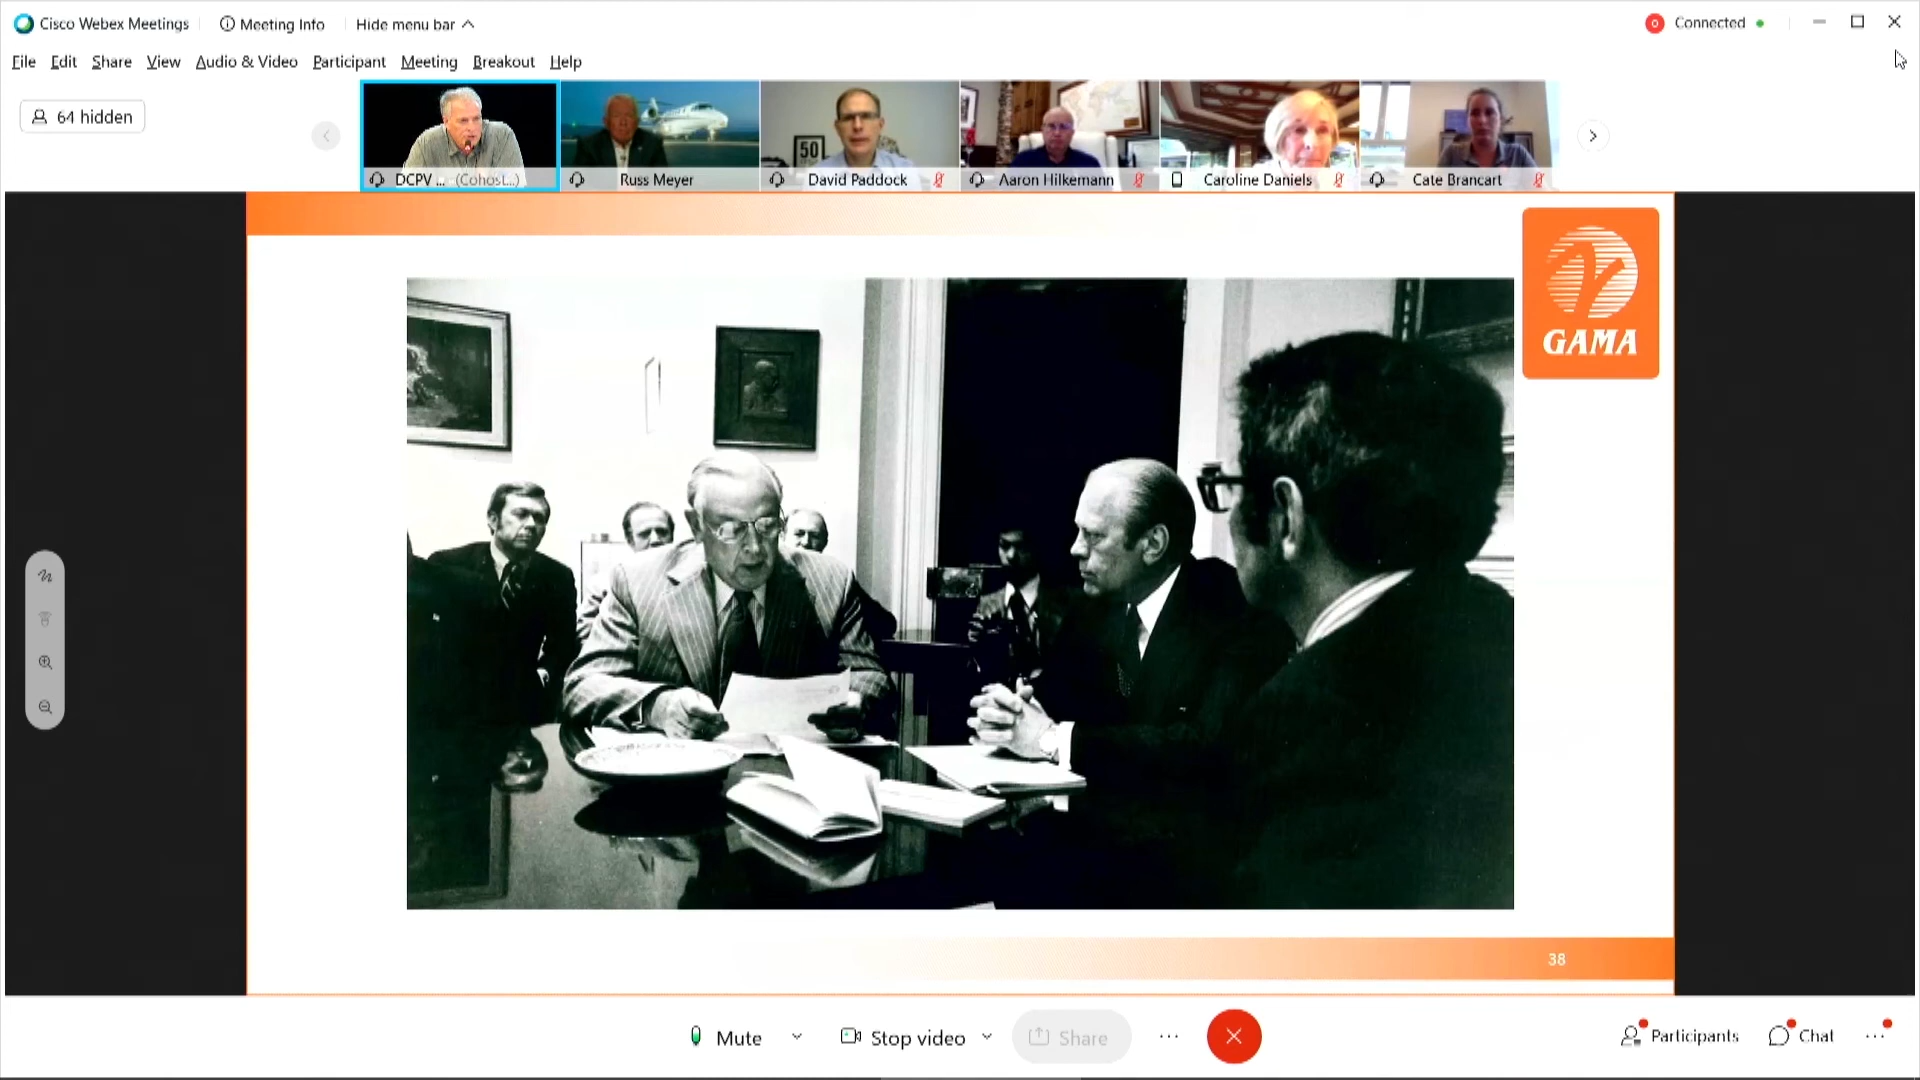 Cisco Webex Meetings Meeting Info Hide menu bar Connected
File Edit Share View Audio & Video Participant Meeting Breakout Help
64 hidden
50
DCPV ... (Cohost...) Russ Meyer David Paddock Aaron Hilkemann Caroline Daniels Cate Brancart
GAMA
38
Mute Stop video Share Participants Chat